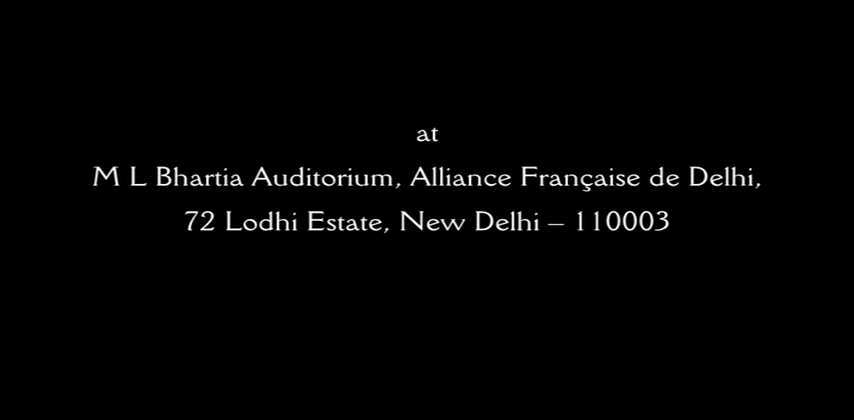 at
M L Bhartia Auditorium, Alliance Française de Delhi,
72 Lodhi Estate, New Delhi – 110003